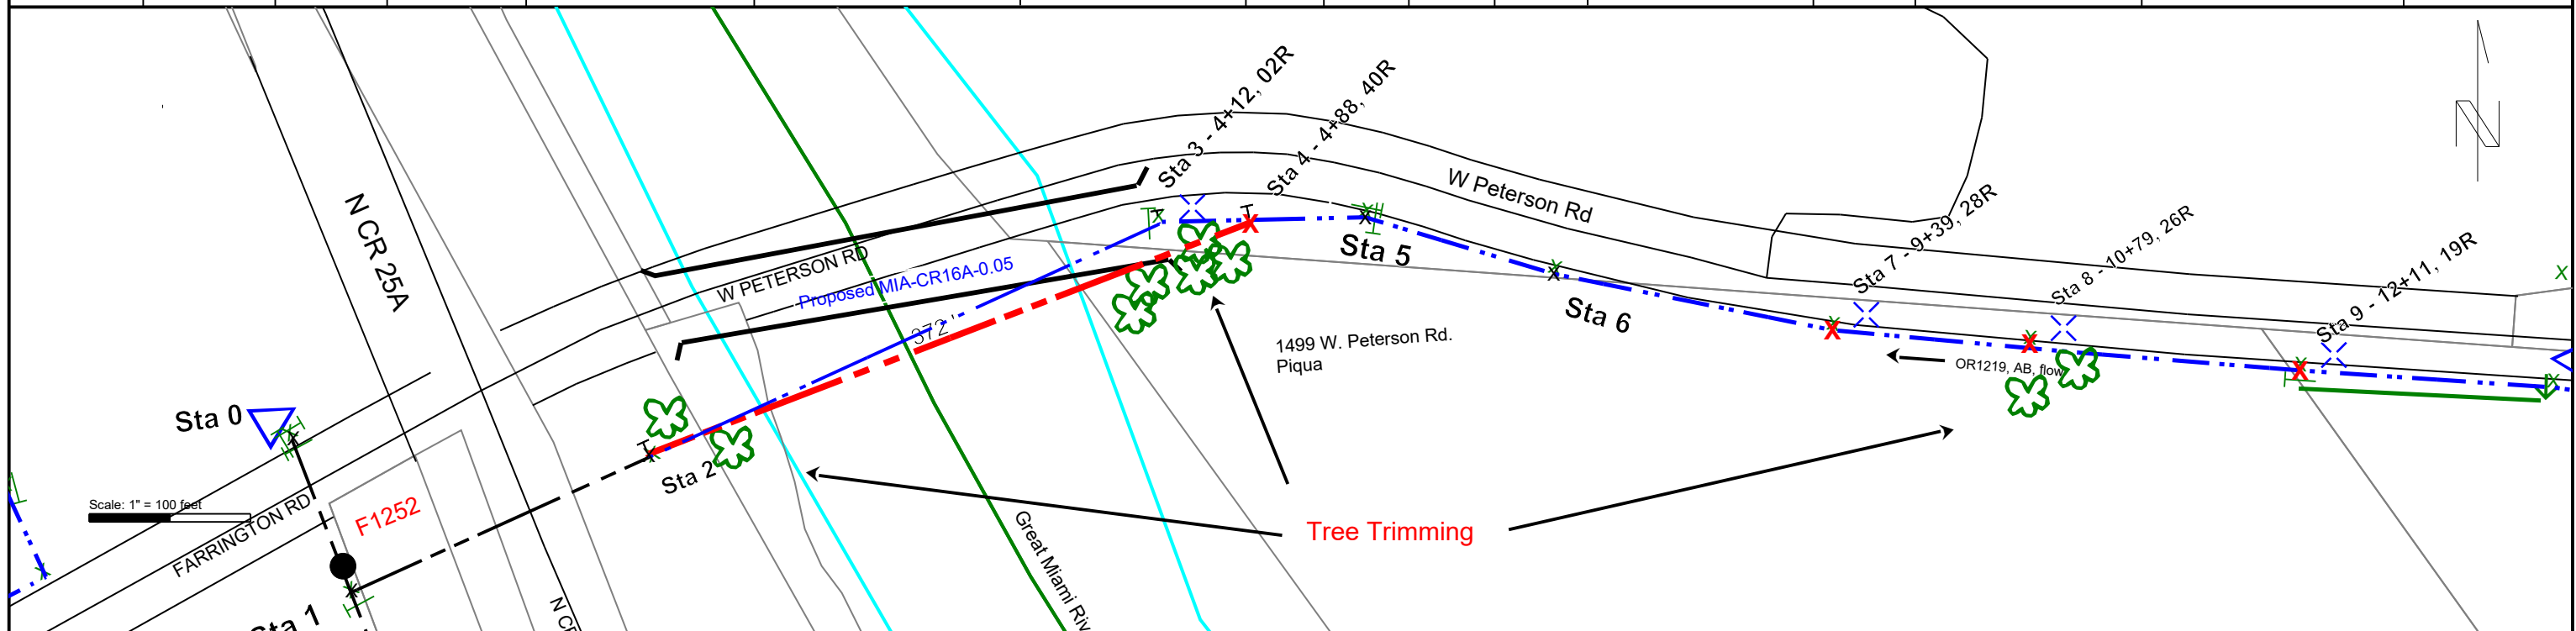 Sta 3 - 4+12, 02R
Sta 4 - 4+88, 40R
W Peterson Rd
N CR 25A
Sta 7 - 9+39, 28R
Sta 8 - 10+79, 26R
Sta 9 - 12+11, 19R
W PETERSON RD
Proposed MIA-CR16A-0.05
Sta 5
Sta 6
372 '
1499 W. Peterson Rd.
Piqua
OR1219, AB, flow
Sta 0
Sta 2
Scale: 1" = 100 feet
F1252
FARRINGTON RD
Tree Trimming
Great Miami Riv
Sta 1
N CR
N